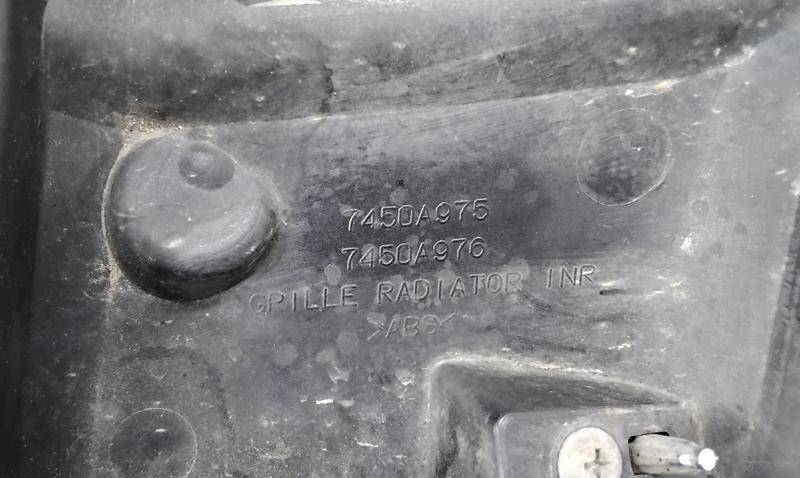 7450A975
7450A976
GRILLE RADIATOR INR
>ABS<